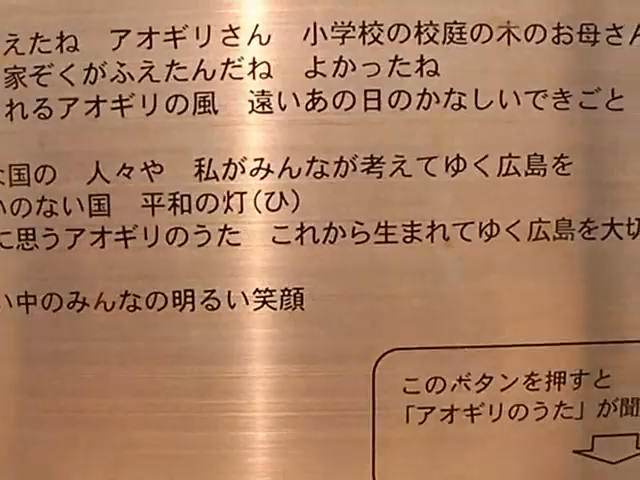 えたね　アオギリさん　小学校の校庭の木のお母さん
家ぞくがふえたんだね　よかったね
れるアオギリの風　遠いあの日のかなしいできごと
な国の　人々や　私がみんなが考えてゆく広島を
いのない国　平和の灯(ひ)
に思うアオギリのうた　これから生まれてゆく広島を大切
い中のみんなの明るい笑顔
このボタンを押すと
「アオギリのうた」が聞